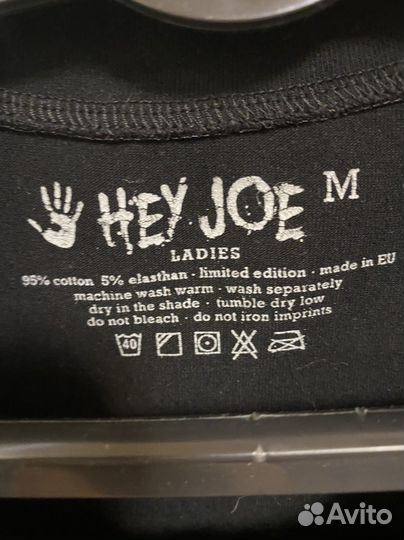 HEY JOE M
LADIES
95% cotton 5% elasthan · limited edition · made in EU
machine wash warm · wash separately
dry in the shade · tumble dry low
do not bleach · do not iron imprints
40
Avito